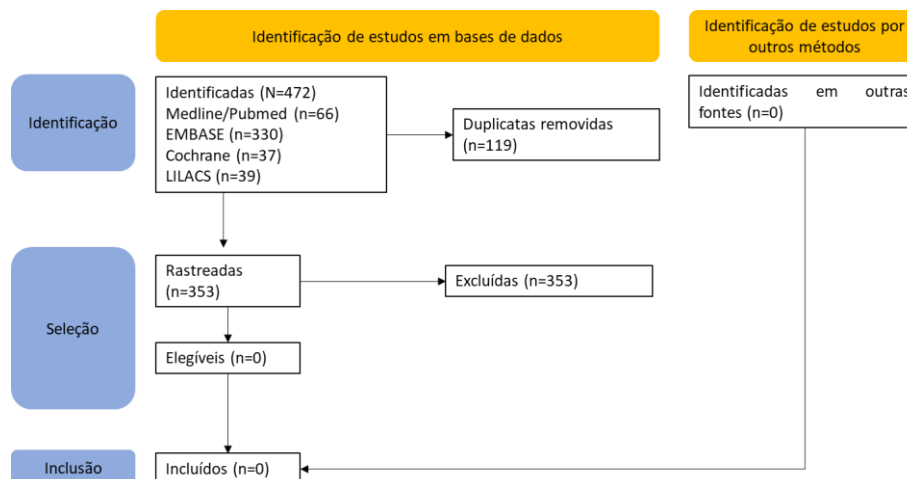 Identificação de estudos em bases de dados
Identificação de estudos por
outros métodos
Identificação
Identificadas (N=472)
Medline/Pubmed (n=66)
EMBASE (n=330)
Cochrane (n=37)
LILACS (n=39)
Duplicatas removidas
(n=119)
Identificadas em outras
fontes (n=0)
Seleção
Rastreadas
(n=353)
Excluídas (n=353)
Elegíveis (n=0)
Inclusão
Incluídos (n=0)